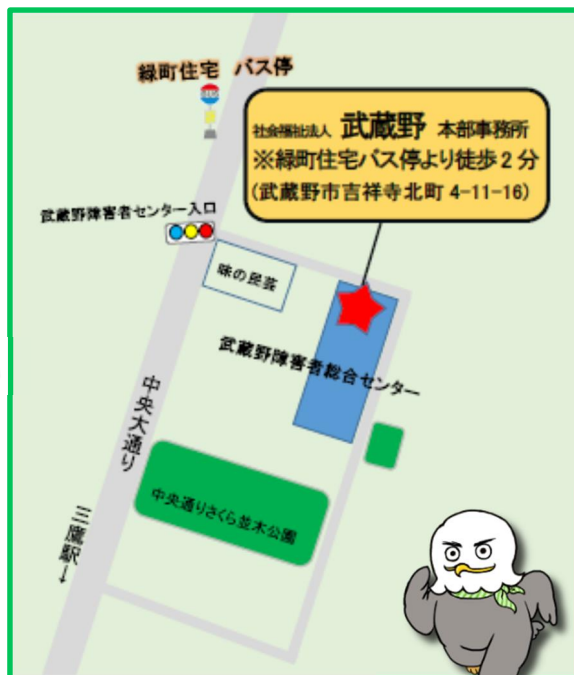 緑町住宅 バス停
社会福祉法人 武蔵野 本部事務所
※緑町住宅バス停より徒歩2分
(武蔵野市吉祥寺北町 4-11-16)
武蔵野障害者センター入口
味の民芸
武蔵野障害者総合センター
中央大通り
中央通りさくら並木公園
三鷹駅→